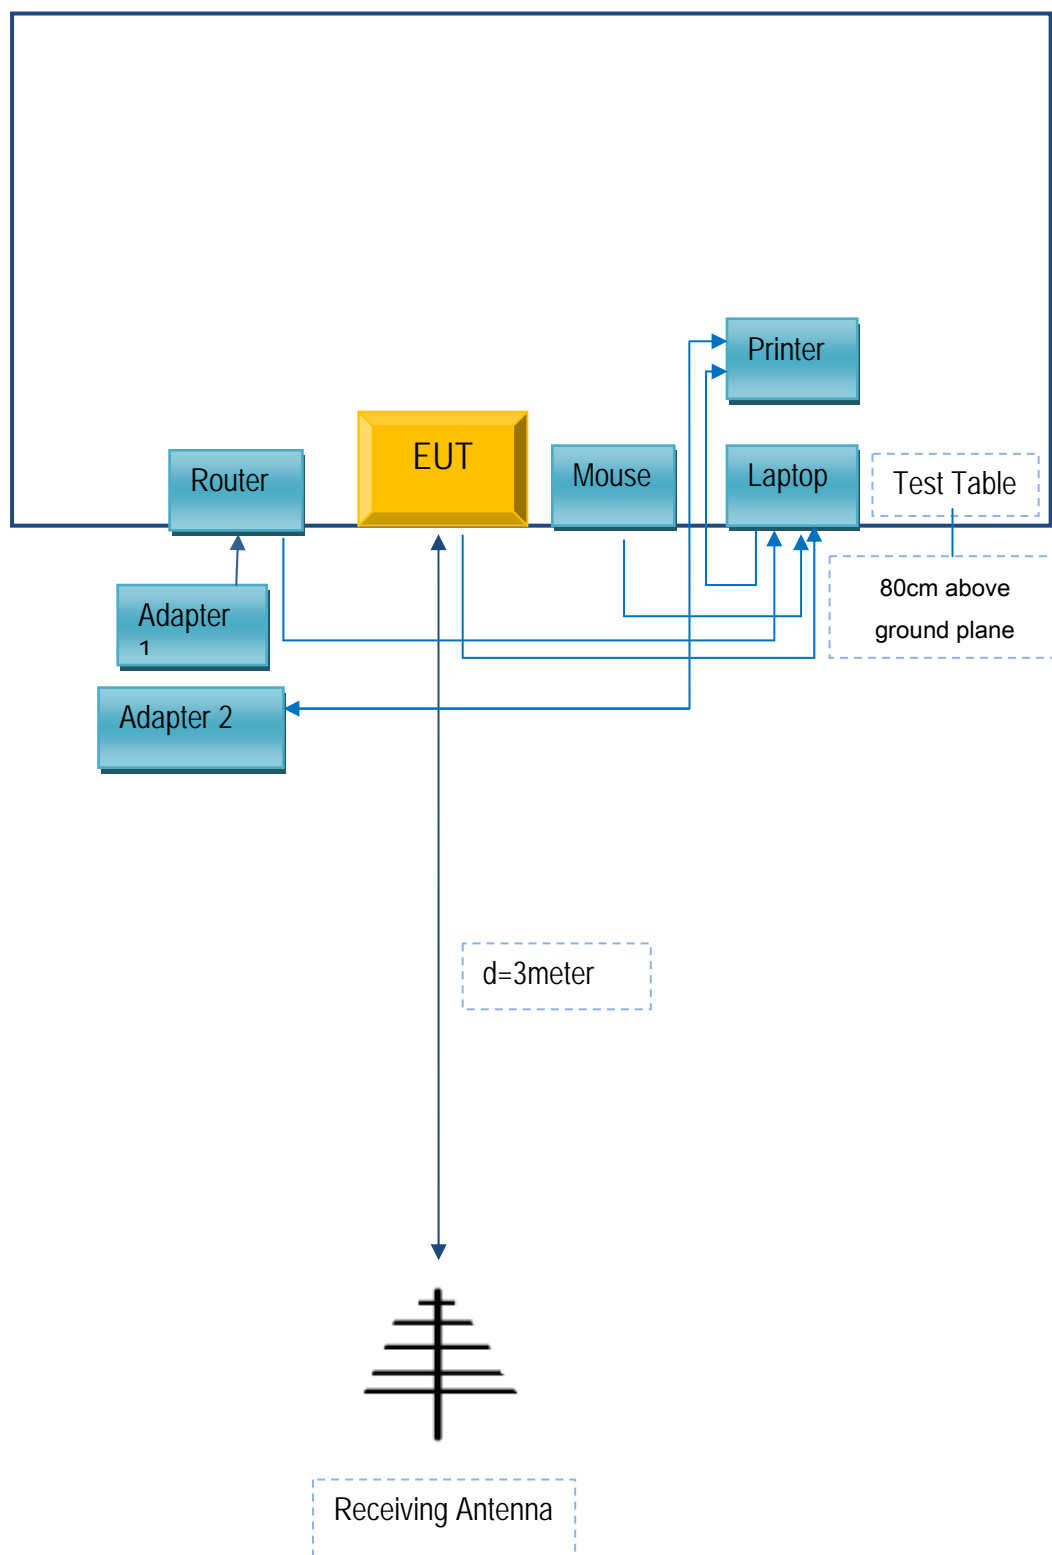 Printer
EUT
Router
Mouse
Laptop
Test Table
80cm above
ground plane
Adapter
1
Adapter 2
d=3meter
Receiving Antenna